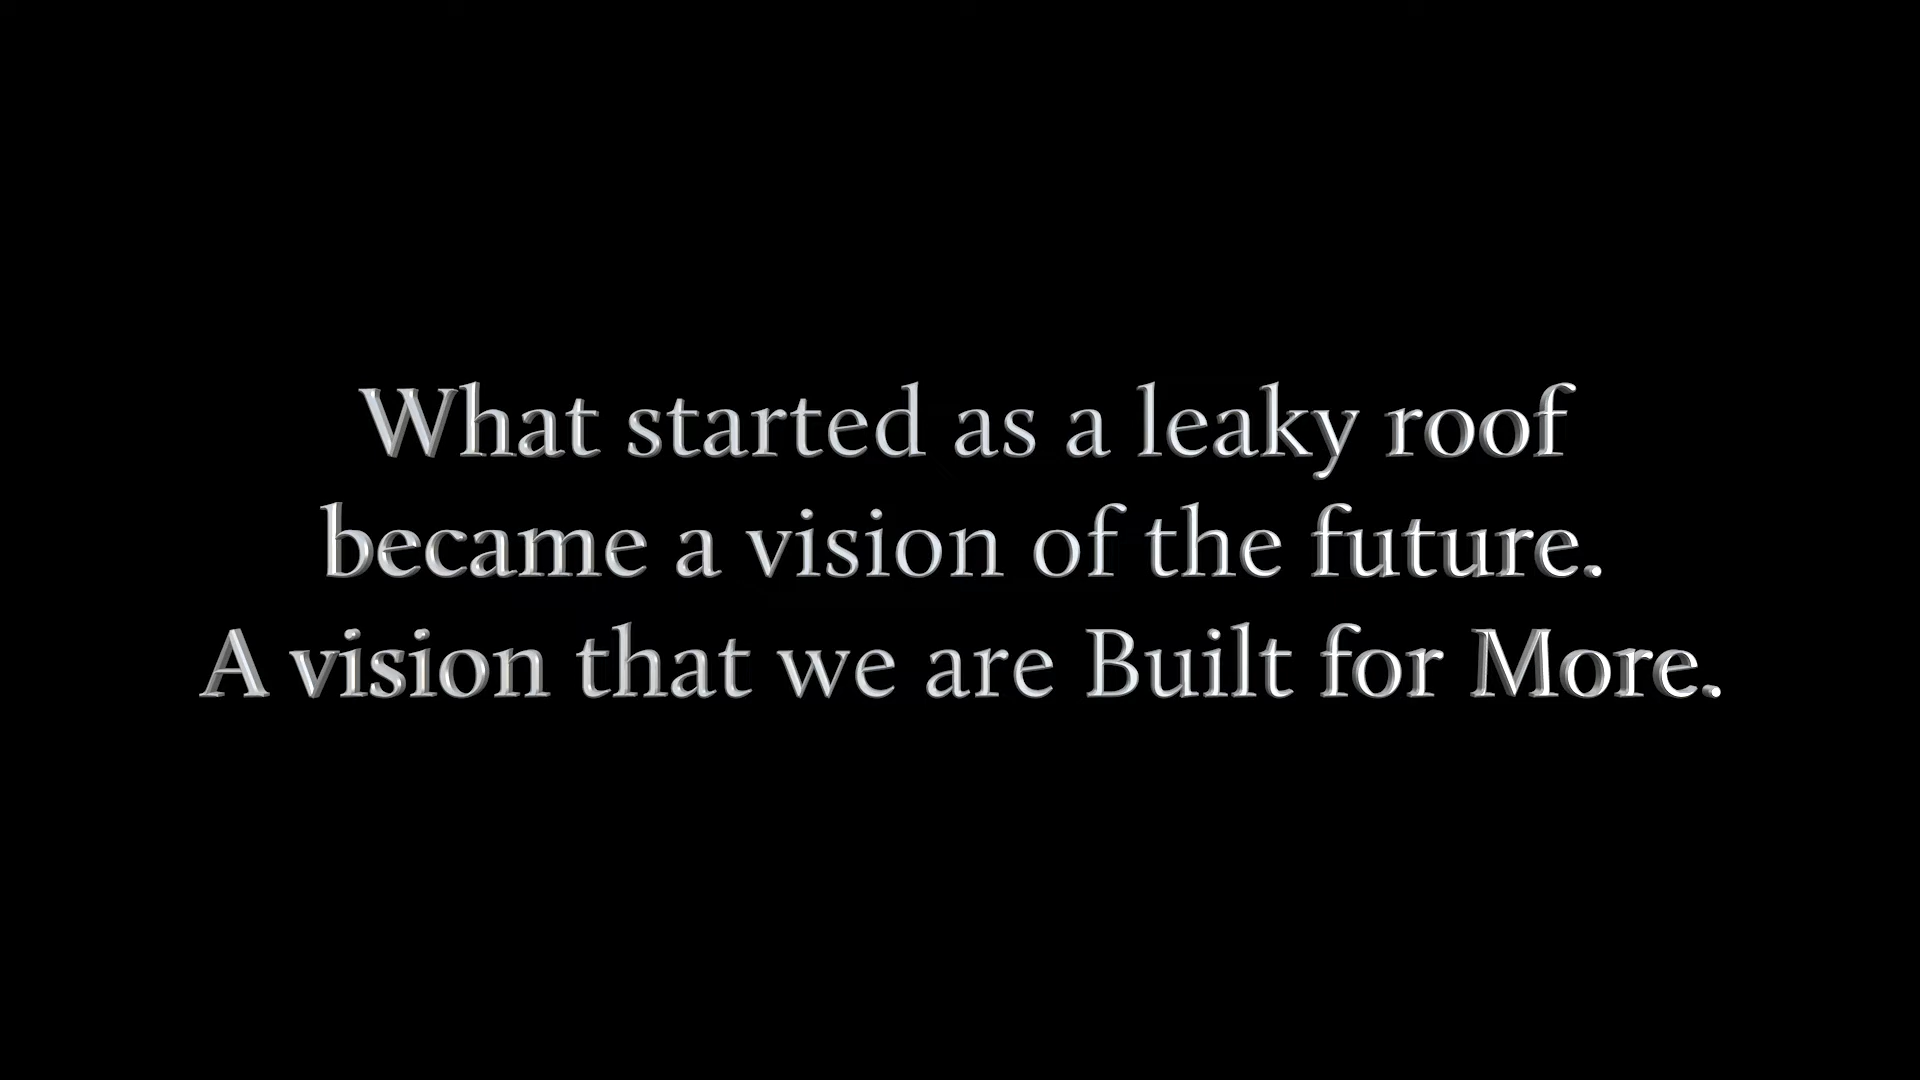 What started as a leaky roof
became a vision of the future.
A vision that we are Built for More.